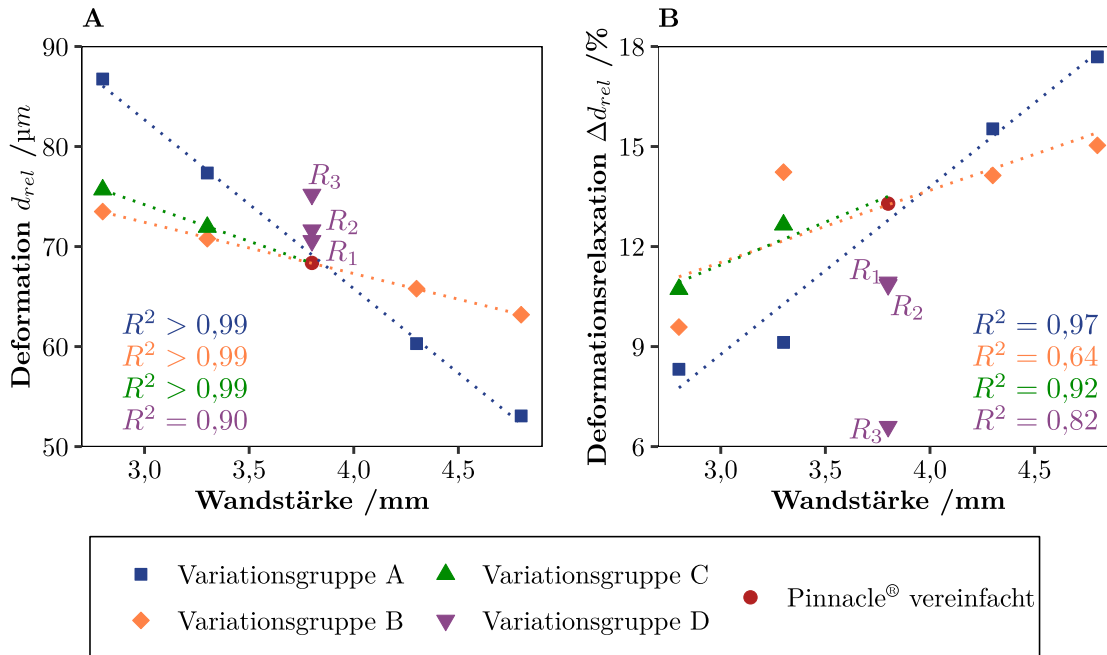 A
Deformation d_rel /µm
90
80
70
60
50
R₃
R₂
R₁
R² > 0,99
R² > 0,99
R² > 0,99
R² = 0,90
3,0 3,5 4,0 4,5
Wandstärke /mm
B
Deformationsrelaxation Δd_rel /%
18
15
12
9
6
R₁
R₂
R₃
R² = 0,97
R² = 0,64
R² = 0,92
R² = 0,82
3,0 3,5 4,0 4,5
Wandstärke /mm
Variationsgruppe A
Variationsgruppe B
Variationsgruppe C
Variationsgruppe D
Pinnacle® vereinfacht